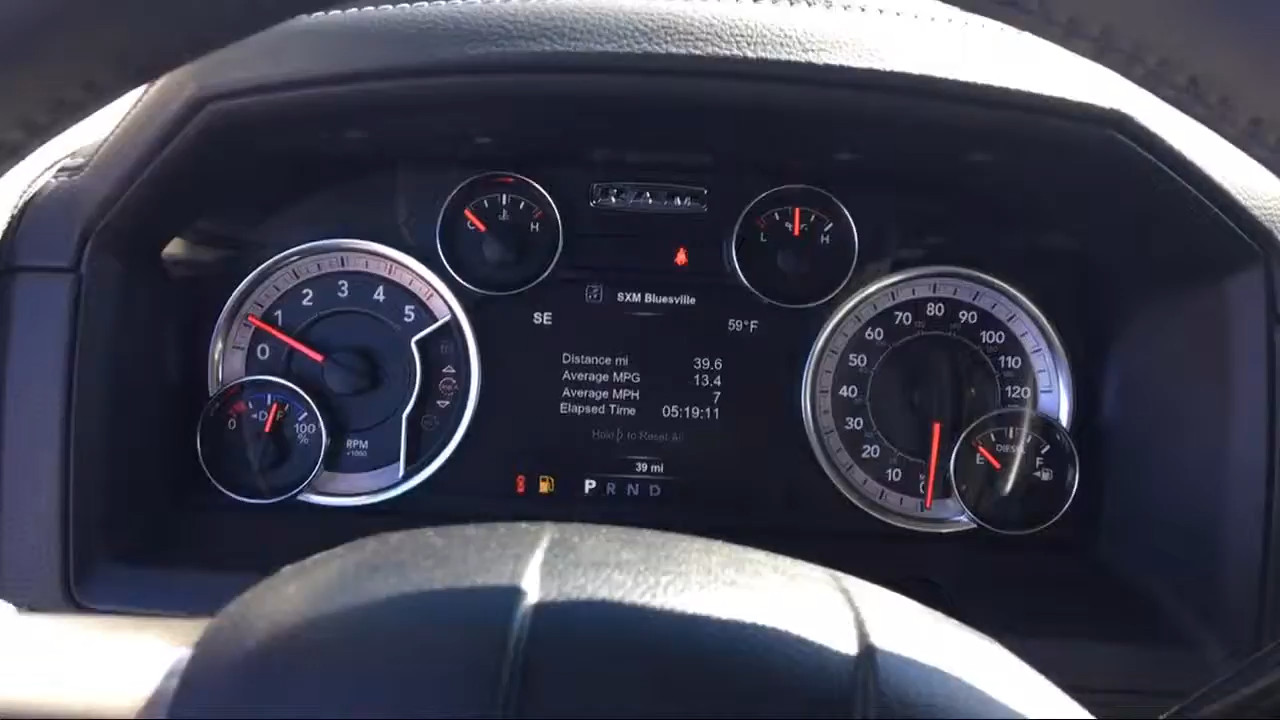 RAM
C H
L H
SXM Bluesville
SE
59°F
Distance mi 39.6
Average MPG 13.4
Average MPH 7
Elapsed Time 05:19:11
Hold to Reset All
39 mi
P R N D
0 1 2 3 4 5
RPM
×1000
0 100
%
10 20 30 40 50 60 70 80 90 100 110 120
DIESEL
E F